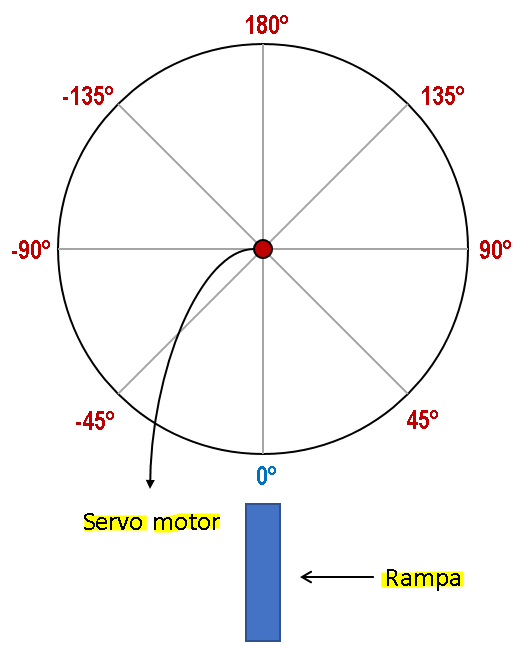 180º
-135º
135º
-90º
90º
-45º
45º
0º
Servo motor
Rampa